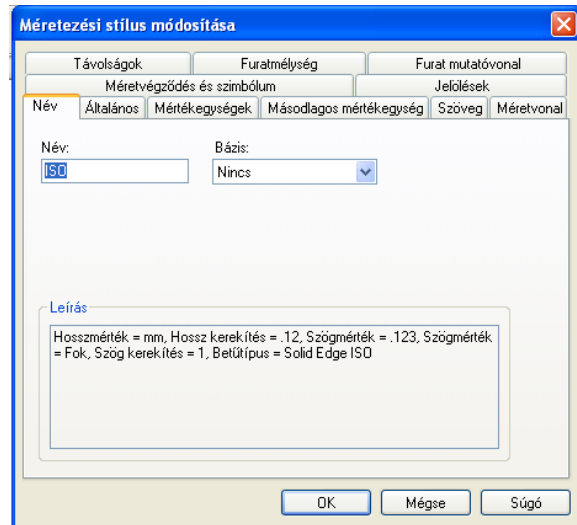 Méretezési stílus módosítása
Távolságok Furatmélység Furat mutatóvonal
Méretvégződés és szimbólum Jelölések
Név Általános Mértékegységek Másodlagos mértékegység Szöveg Méretvonal
Név: Bázis:
ISO Nincs
Leírás
Hosszmérték = mm, Hossz kerekítés = .12, Szögmérték = .123, Szögmérték
= Fok, Szög kerekítés = 1, Betűtípus = Solid Edge ISO
OK Mégse Súgó